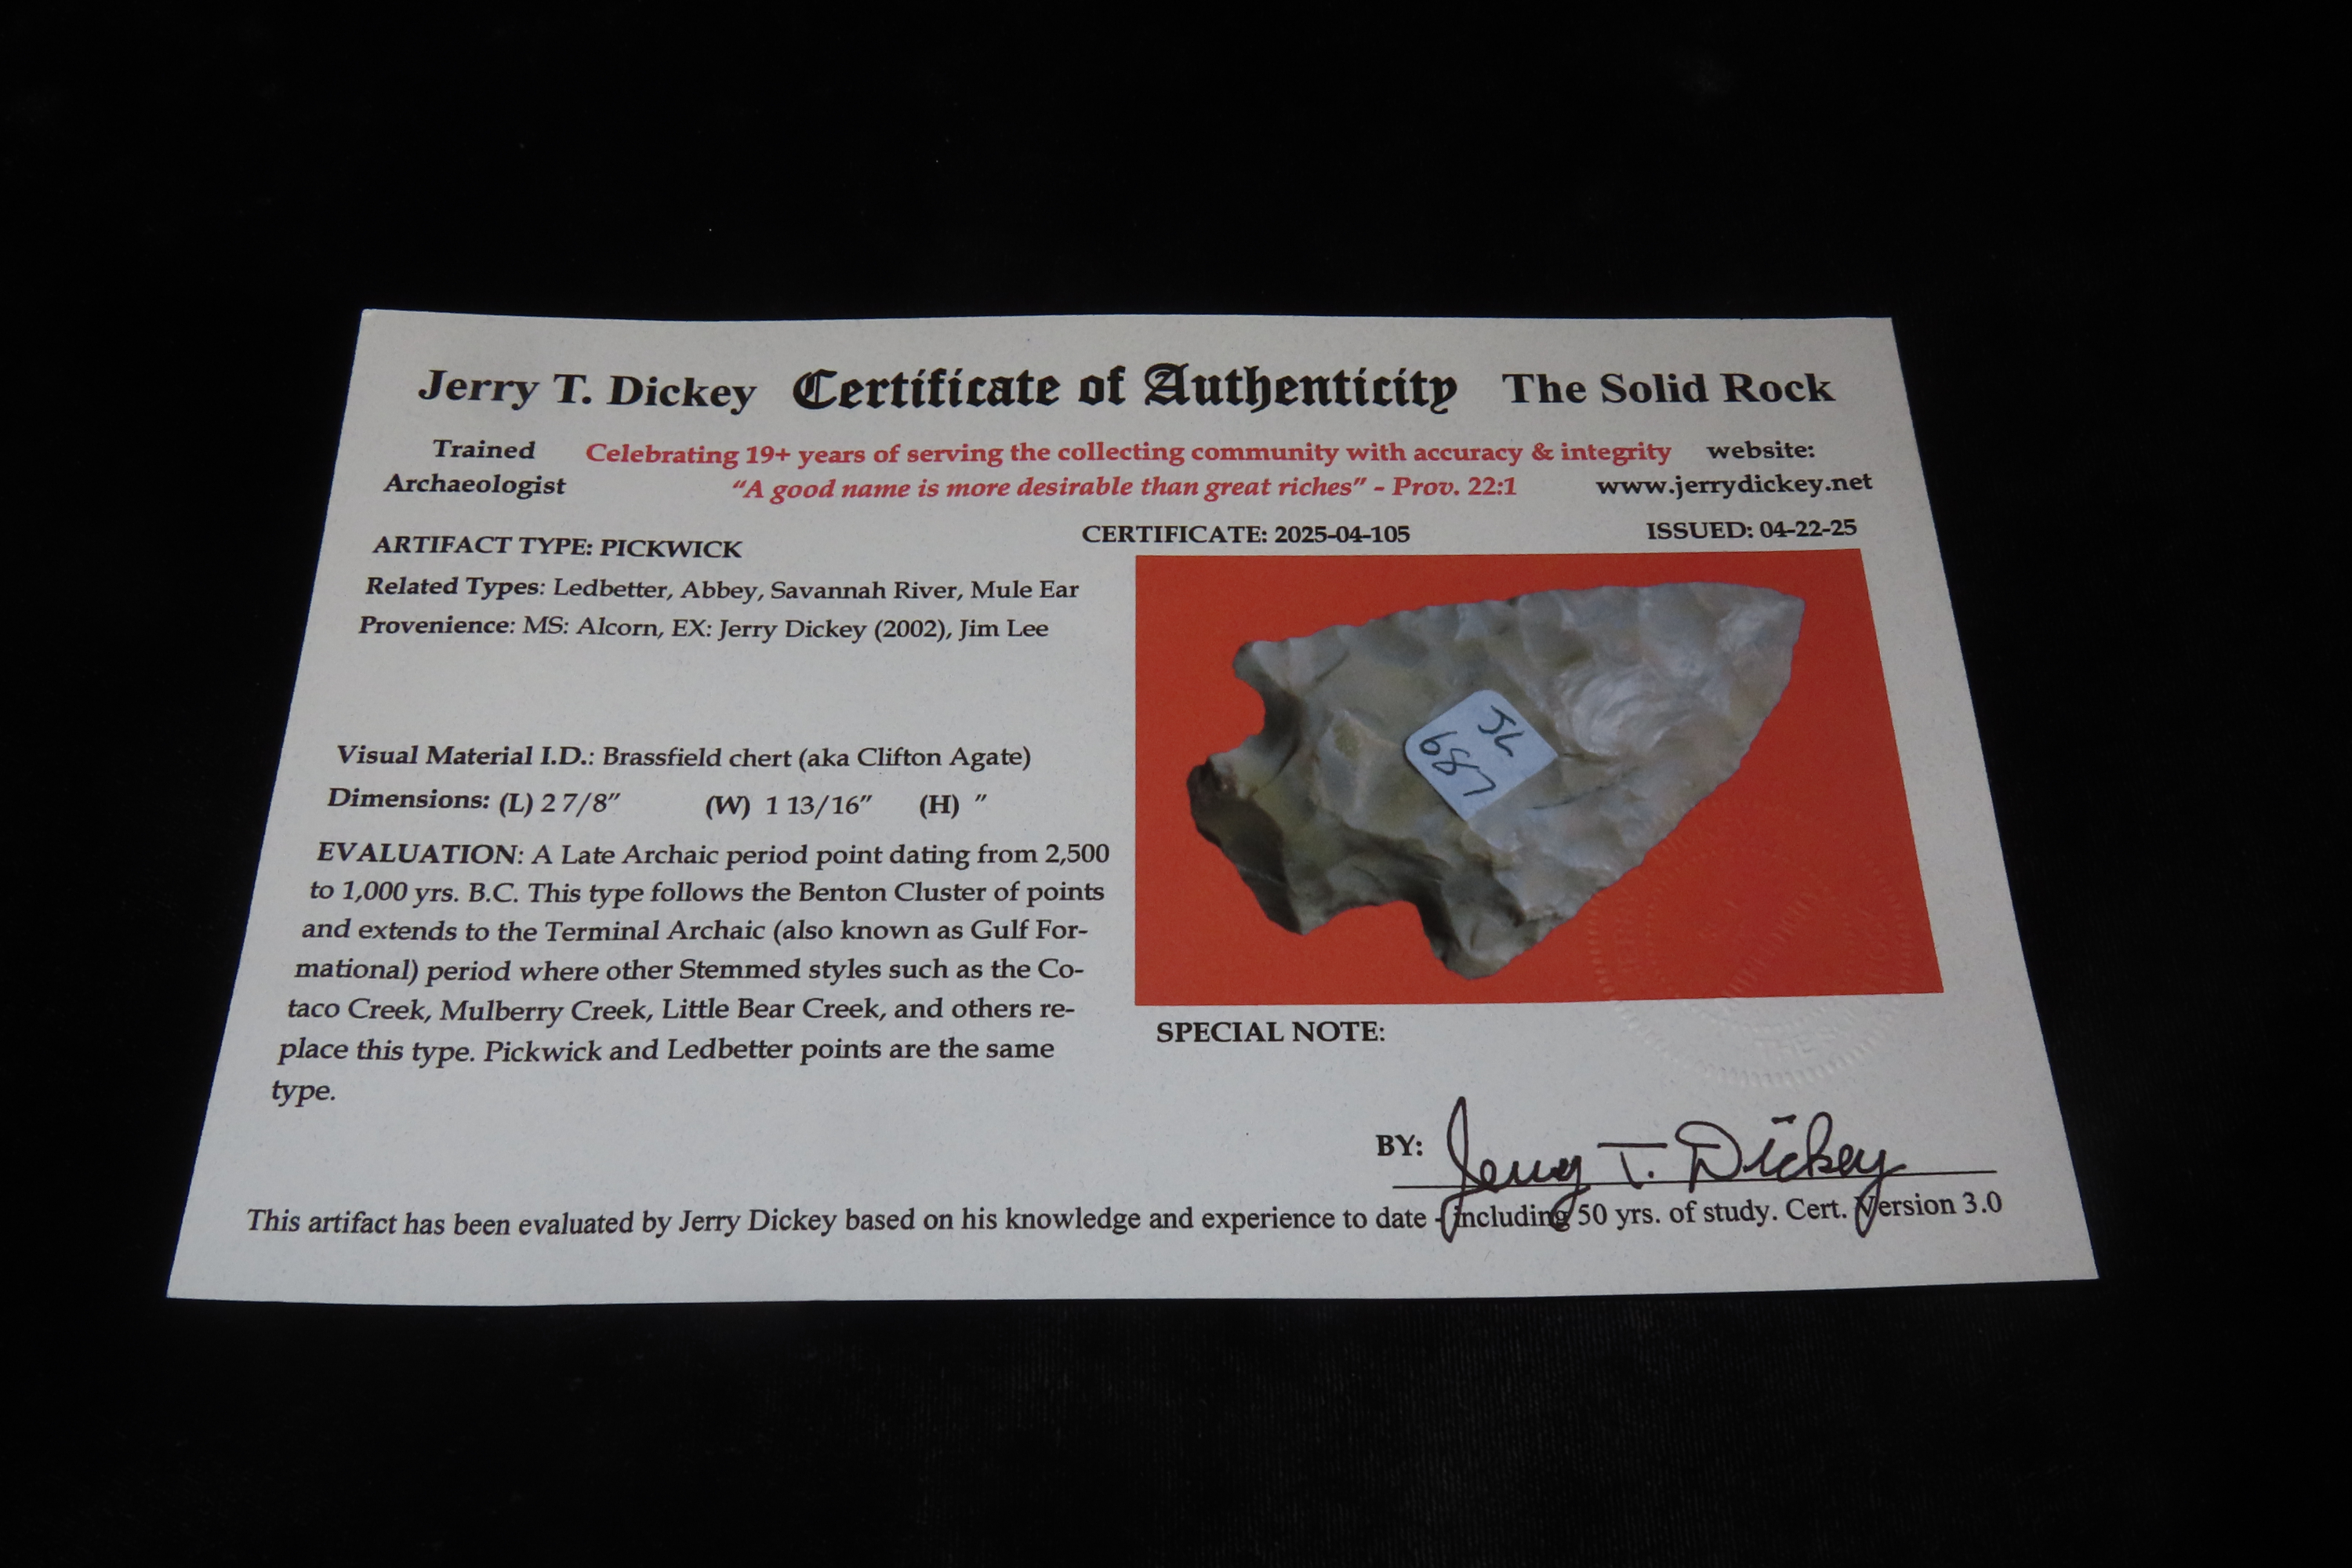 Jerry T. Dickey Certificate of Authenticity The Solid Rock
Trained Celebrating 19+ years of serving the collecting community with accuracy & integrity website:
Archaeologist "A good name is more desirable than great riches" - Prov. 22:1 www.jerrydickey.net
ARTIFACT TYPE: PICKWICK CERTIFICATE: 2025-04-105 ISSUED: 04-22-25
Related Types: Ledbetter, Abbey, Savannah River, Mule Ear
Provenience: MS: Alcorn, EX: Jerry Dickey (2002), Jim Lee
Visual Material I.D.: Brassfield chert (aka Clifton Agate)
Dimensions: (L) 2 7/8" (W) 1 13/16" (H) "
EVALUATION: A Late Archaic period point dating from 2,500
to 1,000 yrs. B.C. This type follows the Benton Cluster of points
and extends to the Terminal Archaic (also known as Gulf For-
mational) period where other Stemmed styles such as the Co-
taco Creek, Mulberry Creek, Little Bear Creek, and others re-
place this type. Pickwick and Ledbetter points are the same
type.
JL
687
SPECIAL NOTE:
BY: Jerry T. Dickey
This artifact has been evaluated by Jerry Dickey based on his knowledge and experience to date - including 50 yrs. of study. Cert. Version 3.0